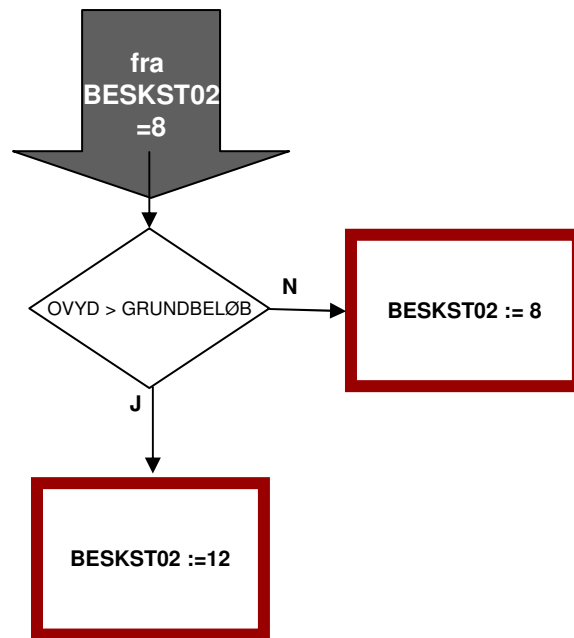 fra
BESKST02
=8
OVYD > GRUNDBELØB
N
BESKST02 := 8
J
BESKST02 :=12